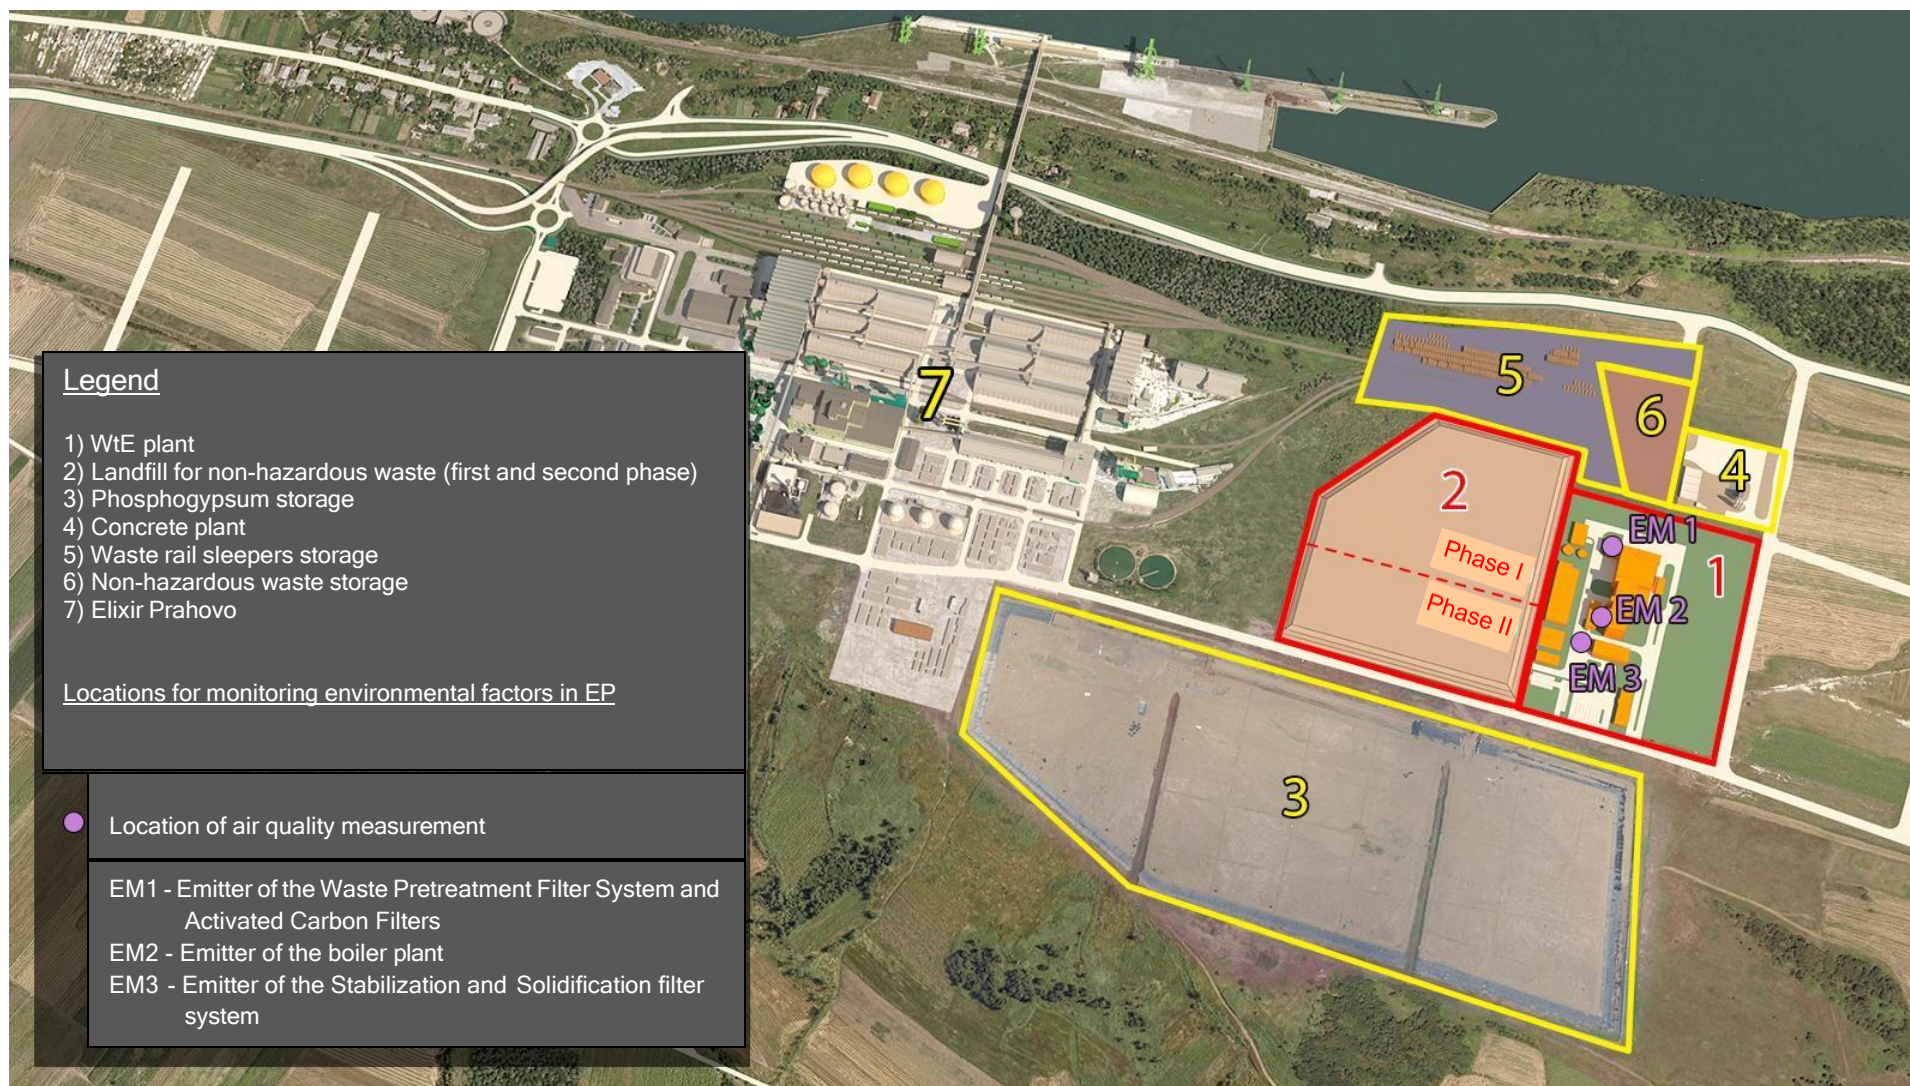 Legend
1) WtE plant
2) Landfill for non-hazardous waste (first and second phase)
3) Phosphogypsum storage
4) Concrete plant
5) Waste rail sleepers storage
6) Non-hazardous waste storage
7) Elixir Prahovo
Locations for monitoring environmental factors in EP
Location of air quality measurement
EM1 - Emitter of the Waste Pretreatment Filter System and
Activated Carbon Filters
EM2 - Emitter of the boiler plant
EM3 - Emitter of the Stabilization and Solidification filter
system
7
5
6
4
2
Phase I
Phase II
EM 1
1
EM 2
EM 3
3